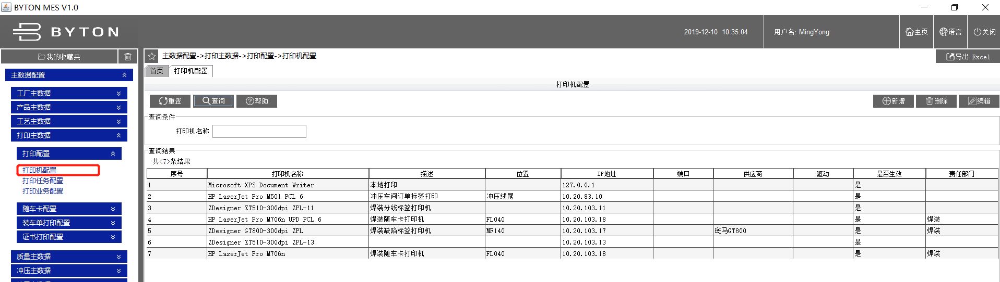 BYTON MES V1.0
BYTON
2019-12-10 10:35:04
用户名: MingYong
主页
语言
关闭
我的收藏夹
主数据配置->打印主数据->打印配置->打印机配置
导出 Excel
主数据配置
首页
打印机配置
打印机配置
工厂主数据
重置
查询
帮助
新增
删除
编辑
产品主数据
工艺主数据
打印主数据
打印配置
打印机配置
打印任务配置
打印业务配置
随车卡配置
装车单打印配置
证书打印配置
质量主数据
冲压主数据
查询条件
打印机名称
查询结果
共<7>条结果
序号 打印机名称 描述 位置 IP地址 端口 供应商 驱动 是否生效 责任部门
1 Microsoft XPS Document Writer 本地打印 127.0.0.1 是
2 HP LaserJet Pro M501 PCL 6 冲压车间订单标签打印 冲压线尾 10.20.83.10 是
3 ZDesigner ZT510-300dpi ZPL-11 焊装分线标签打印机 10.20.103.11 是
4 HP LaserJet Pro M706n UPD PCL 6 焊装随车卡打印机 FL040 10.20.103.18 是 焊装
5 ZDesigner GT800-300dpi ZPL 焊装缺陷标签打印机 MF140 10.20.103.17 斑马GT800 是 焊装
6 ZDesigner ZT510-300dpi ZPL-13 10.20.103.13 是
7 HP LaserJet Pro M706n 焊装随车卡打印机 FL040 10.20.103.18 是 焊装